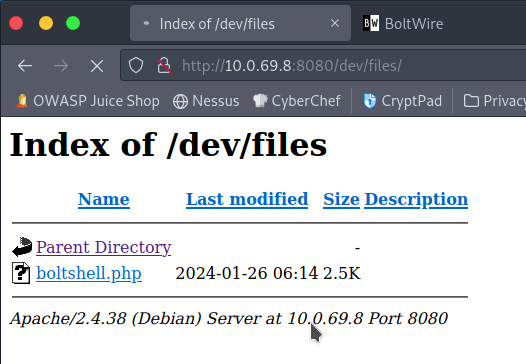 Index of /dev/files
BW BoltWire
http://10.0.69.8:8080/dev/files/
OWASP Juice Shop Nessus CyberChef CryptPad Privacy
Index of /dev/files
Name Last modified Size Description
Parent Directory -
boltshell.php 2024-01-26 06:14 2.5K
Apache/2.4.38 (Debian) Server at 10.0.69.8 Port 8080